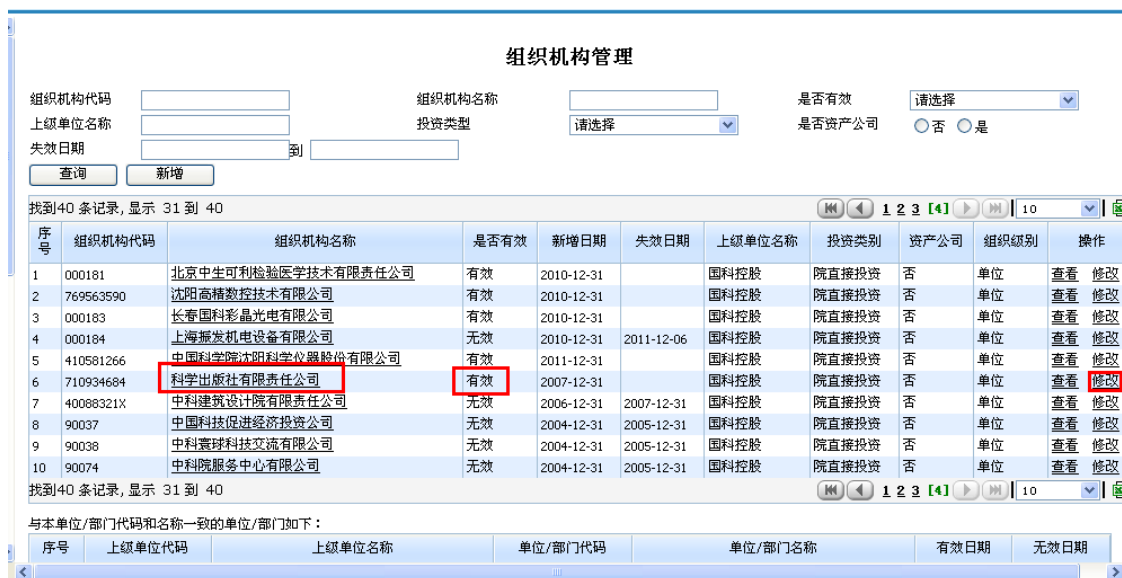 组织机构管理
组织机构代码 组织机构名称 是否有效 请选择
上级单位名称 投资类型 请选择 是否资产公司 否 是
失效日期 到
查询 新增
找到40 条记录, 显示 31 到 40 1 2 3 [4] 10
序号 组织机构代码 组织机构名称 是否有效 新增日期 失效日期 上级单位名称 投资类别 资产公司 组织级别 操作
1 000181 北京中生可利检验医学技术有限责任公司 有效 2010-12-31 国科控股 院直接投资 否 单位 查看 修改
2 769563590 沈阳高精数控技术有限公司 有效 2010-12-31 国科控股 院直接投资 否 单位 查看 修改
3 000183 长春国科彩晶光电有限公司 有效 2010-12-31 国科控股 院直接投资 否 单位 查看 修改
4 000184 上海振发机电设备有限公司 无效 2010-12-31 2011-12-06 国科控股 院直接投资 否 单位 查看 修改
5 410581266 中国科学院沈阳科学仪器股份有限公司 有效 2011-12-31 国科控股 院直接投资 否 单位 查看 修改
6 710934684 科学出版社有限责任公司 有效 2007-12-31 国科控股 院直接投资 否 单位 查看 修改
7 40088321X 中科建筑设计院有限责任公司 无效 2006-12-31 2007-12-31 国科控股 院直接投资 否 单位 查看 修改
8 90037 中国科技促进经济投资公司 无效 2004-12-31 2005-12-31 国科控股 院直接投资 否 单位 查看 修改
9 90038 中科寰球科技交流有限公司 无效 2004-12-31 2005-12-31 国科控股 院直接投资 否 单位 查看 修改
10 90074 中科院服务中心有限公司 无效 2004-12-31 2005-12-31 国科控股 院直接投资 否 单位 查看 修改
找到40 条记录, 显示 31 到 40 1 2 3 [4] 10
与本单位/部门代码和名称一致的单位/部门如下：
序号 上级单位代码 上级单位名称 单位/部门代码 单位/部门名称 有效日期 无效日期